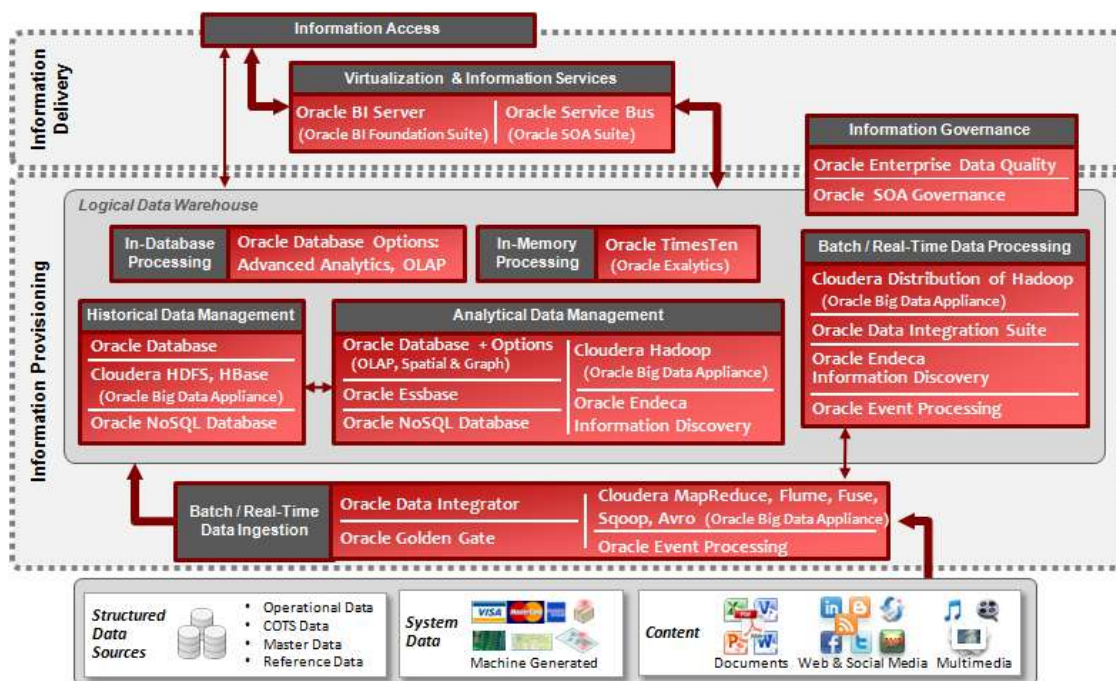 Information Access
Information
Delivery
Virtualization & Information Services
Oracle BI Server
(Oracle BI Foundation Suite)
Oracle Service Bus
(Oracle SOA Suite)
Information Governance
Oracle Enterprise Data Quality
Oracle SOA Governance
Information Provisioning
Logical Data Warehouse
In-Database
Processing
Oracle Database Options:
Advanced Analytics, OLAP
In-Memory
Processing
Oracle TimesTen
(Oracle Exalytics)
Batch / Real-Time Data Processing
Cloudera Distribution of Hadoop
(Oracle Big Data Appliance)
Oracle Data Integration Suite
Oracle Endeca
Information Discovery
Oracle Event Processing
Historical Data Management
Oracle Database
Cloudera HDFS, HBase
(Oracle Big Data Appliance)
Oracle NoSQL Database
Analytical Data Management
Oracle Database + Options
(OLAP, Spatial & Graph)
Oracle Essbase
Oracle NoSQL Database
Cloudera Hadoop
(Oracle Big Data Appliance)
Oracle Endeca
Information Discovery
Batch / Real-Time
Data Ingestion
Oracle Data Integrator
Oracle Golden Gate
Cloudera MapReduce, Flume, Fuse,
Sqoop, Avro (Oracle Big Data Appliance)
Oracle Event Processing
Structured
Data
Sources
• Operational Data
• COTS Data
• Master Data
• Reference Data
System
Data
VISA
MasterCard
Machine Generated
Content
Documents
Web & Social Media
Multimedia